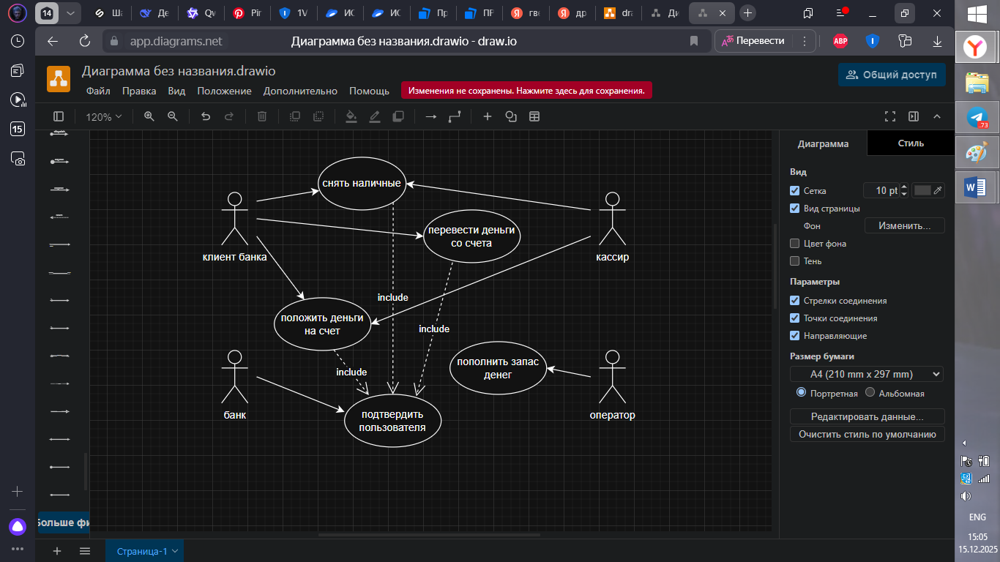 14
Ша
Де
Qw
Pir
1V
ИС
ИС
Пр
ПР
гве
др
dra
Ди
app.diagrams.net
Диаграмма без названия.drawio - draw.io
Перевести
ABP
Диаграмма без названия.drawio
Файл Правка Вид Положение Дополнительно Помощь
Изменения не сохранены. Нажмите здесь для сохранения.
Общий доступ
120%
15
снять наличные
перевести деньги
со счета
клиент банка
кассир
include
положить деньги
на счет
include
пополнить запас
денег
include
подтвердить
пользователя
банк
оператор
Диаграмма
Стиль
Вид
Сетка
10 pt
Вид страницы
Фон
Изменить...
Цвет фона
Тень
Параметры
Стрелки соединения
Точки соединения
Направляющие
Размер бумаги
A4 (210 mm x 297 mm)
Портретная Альбомная
Редактировать данные...
Очистить стиль по умолчанию
Больше фи
Страница-1
.73
ENG
15:05
15.12.2025